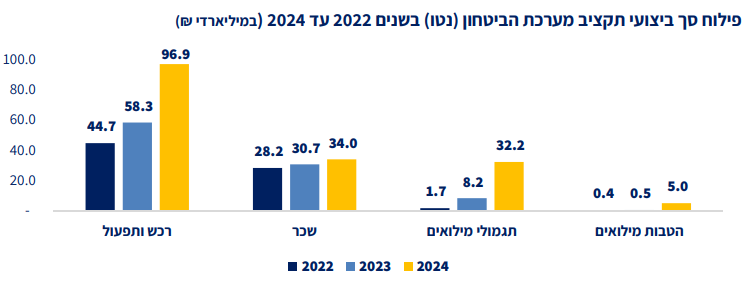 פילוח סך ביצועי תקציב מערכת הביטחון (נטו) בשנים 2022 עד 2024 (במיליארדי ₪)
100.0
80.0
60.0
40.0
20.0
-
44.7 58.3 96.9
28.2 30.7 34.0
1.7 8.2 32.2
0.4 0.5 5.0
רכש ותפעול
שכר
תגמולי מילואים
הטבות מילואים
2022 2023 2024